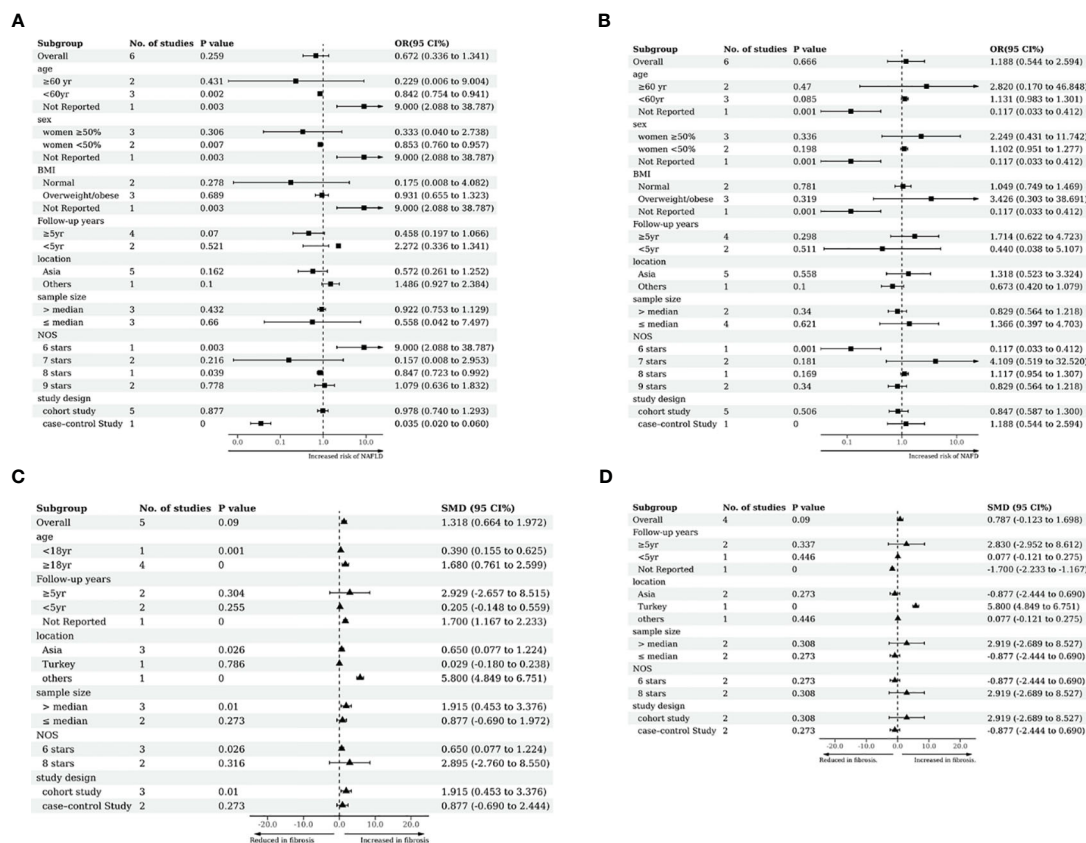 A
Subgroup No. of studies P value OR(95 CI%)
Overall 6 0.259 0.672 (0.336 to 1.341)
age
≥60 yr 2 0.431 0.229 (0.006 to 9.004)
<60yr 3 0.002 0.842 (0.754 to 0.941)
Not Reported 1 0.003 9.000 (2.088 to 38.787)
sex
women ≥50% 3 0.306 0.333 (0.040 to 2.738)
women <50% 2 0.007 0.853 (0.760 to 0.957)
Not Reported 1 0.003 9.000 (2.088 to 38.787)
BMI
Normal 2 0.278 0.175 (0.008 to 4.082)
Overweight/obese 3 0.689 0.931 (0.655 to 1.323)
Not Reported 1 0.003 9.000 (2.088 to 38.787)
Follow-up years
≥5yr 4 0.07 0.458 (0.197 to 1.066)
<5yr 2 0.521 2.272 (0.336 to 1.341)
location
Asia 5 0.162 0.572 (0.261 to 1.252)
Others 1 0.1 1.486 (0.927 to 2.384)
sample size
> median 3 0.432 0.922 (0.753 to 1.129)
≤ median 3 0.66 0.558 (0.042 to 7.497)
NOS
6 stars 1 0.003 9.000 (2.088 to 38.787)
7 stars 2 0.216 0.157 (0.008 to 2.953)
8 stars 1 0.039 0.847 (0.723 to 0.992)
9 stars 2 0.778 1.079 (0.636 to 1.832)
study design
cohort study 5 0.877 0.978 (0.740 to 1.293)
case-control Study 1 0 0.035 (0.020 to 0.060)
0.0 0.1 1.0 10.0
Increased risk of NAFLD
B
Subgroup No. of studies P value OR(95 CI%)
Overall 6 0.666 1.188 (0.544 to 2.594)
age
≥60 yr 2 0.47 2.820 (0.170 to 46.848)
<60yr 3 0.085 1.131 (0.983 to 1.301)
Not Reported 1 0.001 0.117 (0.033 to 0.412)
sex
women ≥50% 3 0.336 2.249 (0.431 to 11.742)
women <50% 2 0.198 1.102 (0.951 to 1.277)
Not Reported 1 0.001 0.117 (0.033 to 0.412)
BMI
Normal 2 0.781 1.049 (0.749 to 1.469)
Overweight/obese 3 0.319 3.426 (0.303 to 38.691)
Not Reported 1 0.001 0.117 (0.033 to 0.412)
Follow-up years
≥5yr 4 0.298 1.714 (0.622 to 4.723)
<5yr 2 0.511 0.440 (0.038 to 5.107)
location
Asia 5 0.558 1.318 (0.523 to 3.324)
Others 1 0.1 0.673 (0.420 to 1.079)
sample size
> median 2 0.34 0.829 (0.564 to 1.218)
≤ median 4 0.621 1.366 (0.397 to 4.703)
NOS
6 stars 1 0.001 0.117 (0.033 to 0.412)
7 stars 2 0.181 4.109 (0.519 to 32.520)
8 stars 1 0.169 1.117 (0.954 to 1.307)
9 stars 2 0.34 0.829 (0.564 to 1.218)
study design
cohort study 5 0.506 0.847 (0.587 to 1.300)
case-control Study 1 0 1.188 (0.544 to 2.594)
0.1 1.0 10.0
Increased risk of NAFD
C
Subgroup No. of studies P value SMD (95 CI%)
Overall 5 0.09 1.318 (0.664 to 1.972)
age
<18yr 1 0.001 0.390 (0.155 to 0.625)
≥18yr 4 1.680 (0.761 to 2.599)
Follow-up years
≥5yr 2 0.304 2.929 (-2.657 to 8.515)
<5yr 2 0.255 0.205 (-0.148 to 0.559)
Not Reported 1 0 1.700 (1.167 to 2.233)
location
Asia 3 0.026 0.650 (0.077 to 1.224)
Turkey 1 0.786 0.029 (-0.180 to 0.238)
others 1 0 5.800 (4.849 to 6.751)
sample size
> median 3 0.01 1.915 (0.453 to 3.376)
≤ median 2 0.273 0.877 (-0.690 to 1.972)
NOS
6 stars 3 0.026 0.650 (0.077 to 1.224)
8 stars 2 0.316 2.895 (-2.760 to 8.550)
study design
cohort study 3 0.01 1.915 (0.453 to 3.376)
case-control Study 2 0.273 0.877 (-0.690 to 2.444)
-20.0 -10.0 0.0 10.0 20.0
Reduced in fibrosis Increased in fibrosis
D
Subgroup No. of studies P value SMD (95 CI%)
Overall 4 0.09 0.787 (-0.123 to 1.698)
Follow-up years
≥5yr 2 0.337 2.830 (-2.952 to 8.612)
<5yr 1 0.446 0.077 (-0.121 to 0.275)
Not Reported 1 0 -1.700 (-2.233 to -1.167)
location
Asia 2 0.273 -0.877 (-2.444 to 0.690)
Turkey 1 0 5.800 (4.849 to 6.751)
others 1 0.446 0.077 (-0.121 to 0.275)
sample size
> median 2 0.308 2.919 (-2.689 to 8.527)
≤ median 2 0.273 -0.877 (-2.444 to 0.690)
NOS
6 stars 2 0.273 -0.877 (-2.444 to 0.690)
8 stars 2 0.308 2.919 (-2.689 to 8.527)
study design
cohort study 2 0.308 2.919 (-2.689 to 8.527)
case-control Study 2 0.273 -0.877 (-2.444 to 0.690)
-20.0 -10.0 0.0 10.0 20.0
Reduced in fibrosis. Increased in fibrosis.